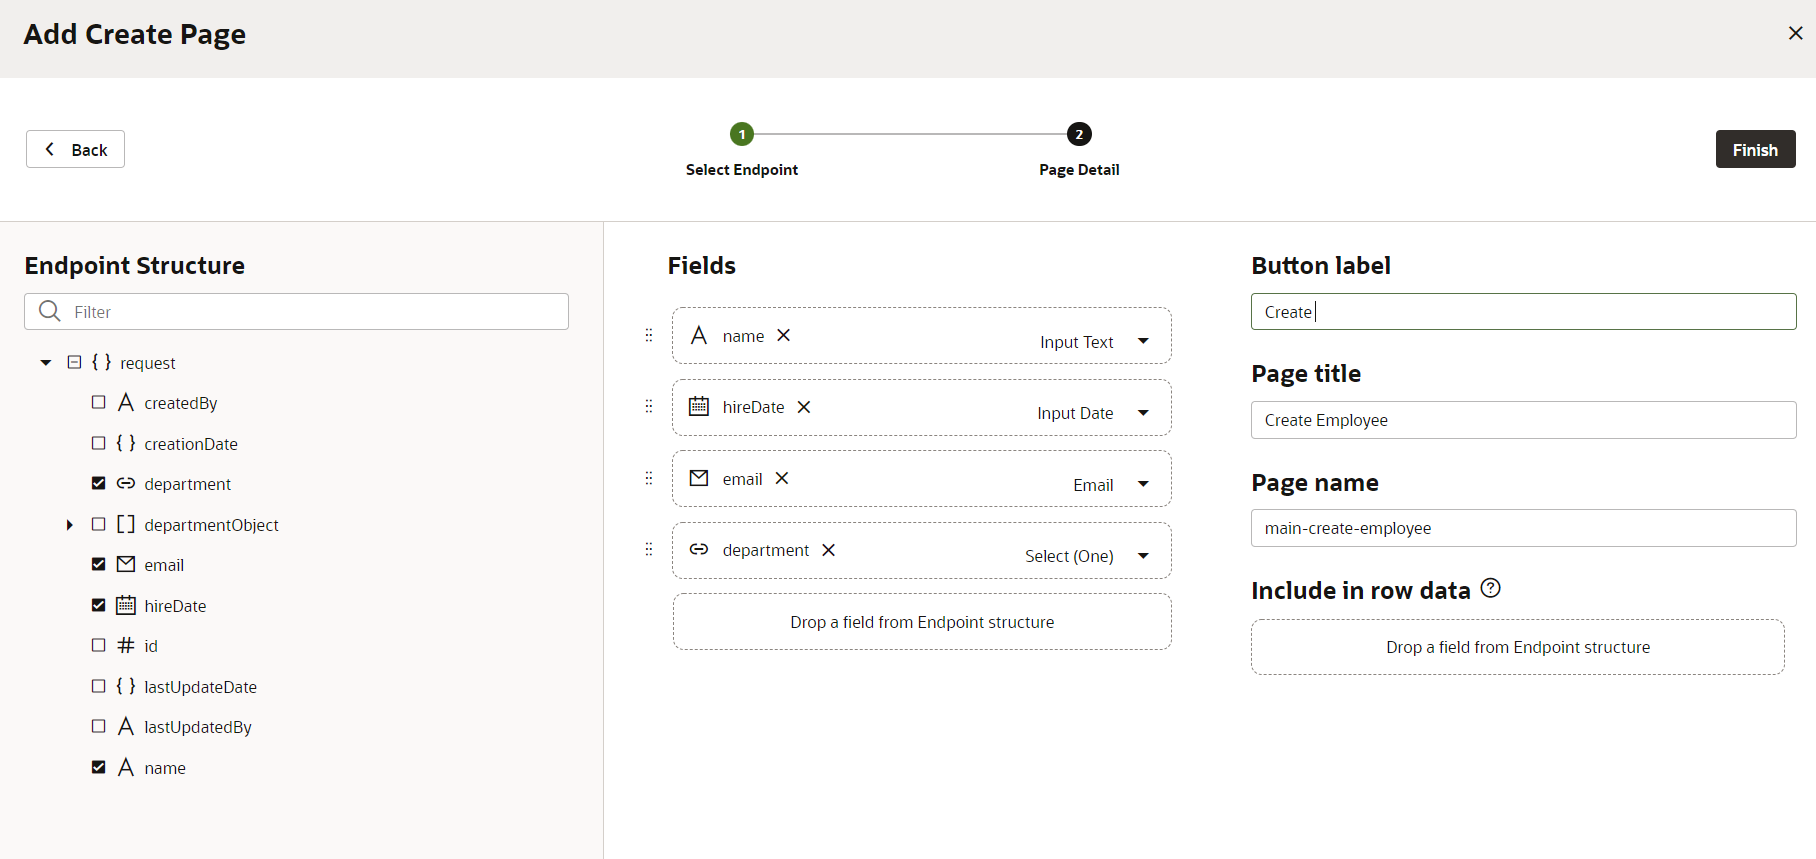 Add Create Page
Back
1
2
Select Endpoint
Page Detail
Finish
Endpoint Structure
Filter
request
createdBy
creationDate
department
departmentObject
email
hireDate
id
lastUpdateDate
lastUpdatedBy
name
Fields
name
Input Text
hireDate
Input Date
email
Email
department
Select (One)
Drop a field from Endpoint structure
Button label
Create
Page title
Create Employee
Page name
main-create-employee
Include in row data ?
Drop a field from Endpoint structure